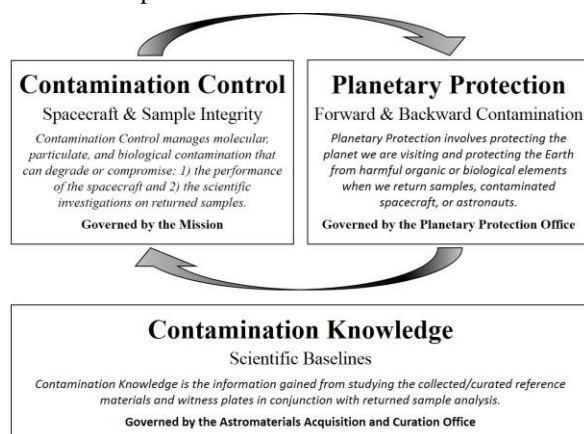 Contamination Control
Spacecraft & Sample Integrity
Contamination Control manages molecular,
particulate, and biological contamination that
can degrade or compromise: 1) the performance
of the spacecraft and 2) the scientific
investigations on returned samples.
Governed by the Mission
Planetary Protection
Forward & Backward Contamination
Planetary Protection involves protecting the
planet we are visiting and protecting the Earth
from harmful organic or biological elements
when we return samples, contaminated
spacecraft, or astronauts.
Governed by the Planetary Protection Office
Contamination Knowledge
Scientific Baselines
Contamination Knowledge is the information gained from studying the collected/curated reference
materials and witness plates in conjunction with returned sample analysis.
Governed by the Astromaterials Acquisition and Curation Office